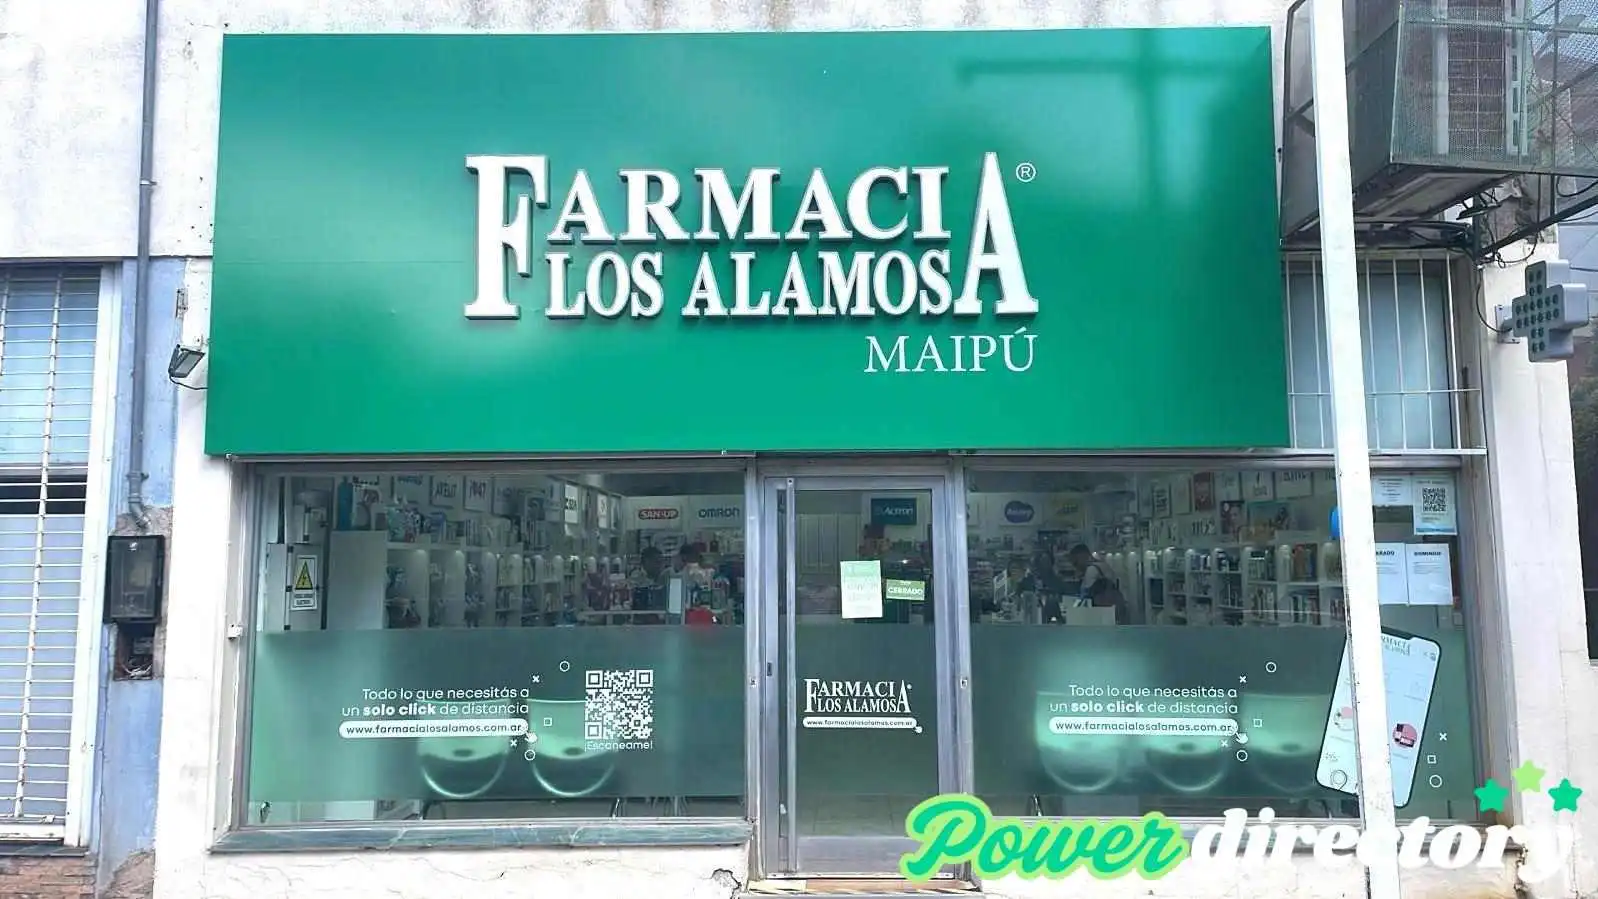 FARMACIA®
LOS ALAMOS
MAIPÚ
SAN-UP
OMRON
Actron
CERRADO
DOMINGO
Todo lo que necesitás a
un solo click de distancia
www.farmacialosalamos.com.ar
¡Escaneame!
FARMACIA
LOS ALAMOS
www.farmacialosalamos.com.ar
Todo lo que necesitás a
un solo click de distancia
www.farmacialosalamos.com.ar
Power directory